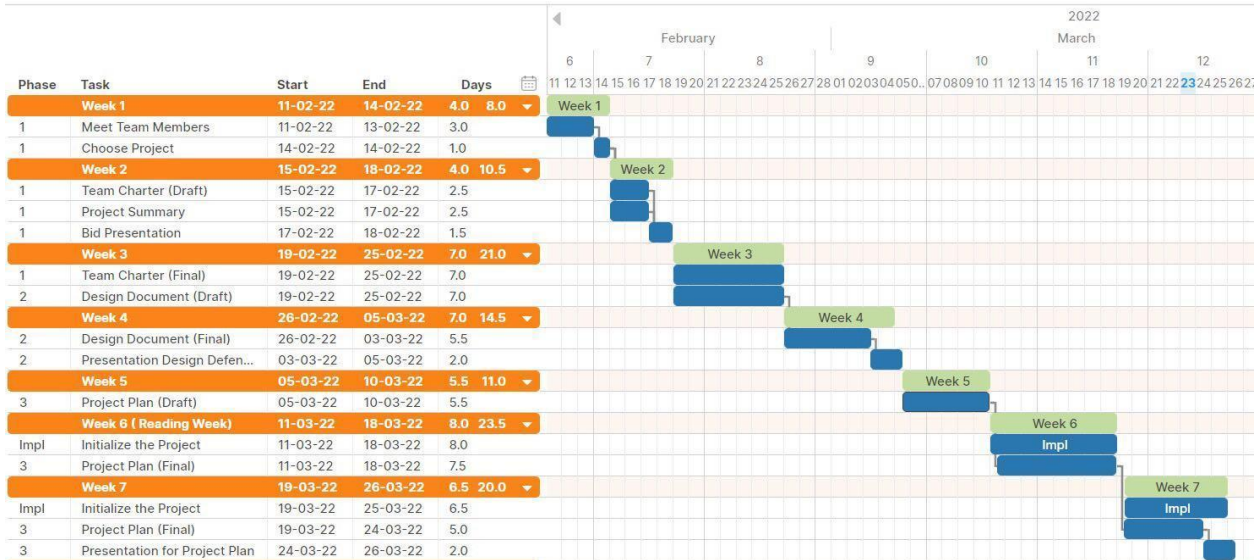 2022
February March
6 7 8 9 10 11 12
Phase Task Start End Days 11 12 13 14 15 16 17 18 19 20 21 22 23 24 25 26 27 28 01 02 03 04 05 0... 07 08 09 10 11 12 13 14 15 16 17 18 19 20 21 22 23 24 25 26 27
Week 1 11-02-22 14-02-22 4.0 8.0 Week 1
1 Meet Team Members 11-02-22 13-02-22 3.0
1 Choose Project 14-02-22 14-02-22 1.0
Week 2 15-02-22 18-02-22 4.0 10.5 Week 2
1 Team Charter (Draft) 15-02-22 17-02-22 2.5
1 Project Summary 15-02-22 17-02-22 2.5
1 Bid Presentation 17-02-22 18-02-22 1.5
Week 3 19-02-22 25-02-22 7.0 21.0 Week 3
1 Team Charter (Final) 19-02-22 25-02-22 7.0
2 Design Document (Draft) 19-02-22 25-02-22 7.0
Week 4 26-02-22 05-03-22 7.0 14.5 Week 4
2 Design Document (Final) 26-02-22 03-03-22 5.5
2 Presentation Design Defen... 03-03-22 05-03-22 2.0
Week 5 05-03-22 10-03-22 5.5 11.0 Week 5
3 Project Plan (Draft) 05-03-22 10-03-22 5.5
Week 6 ( Reading Week) 11-03-22 18-03-22 8.0 23.5 Week 6
Impl Initialize the Project 11-03-22 18-03-22 8.0 Impl
3 Project Plan (Final) 11-03-22 18-03-22 7.5
Week 7 19-03-22 26-03-22 6.5 20.0 Week 7
Impl Initialize the Project 19-03-22 25-03-22 6.5 Impl
3 Project Plan (Final) 19-03-22 24-03-22 5.0
3 Presentation for Project Plan 24-03-22 26-03-22 2.0